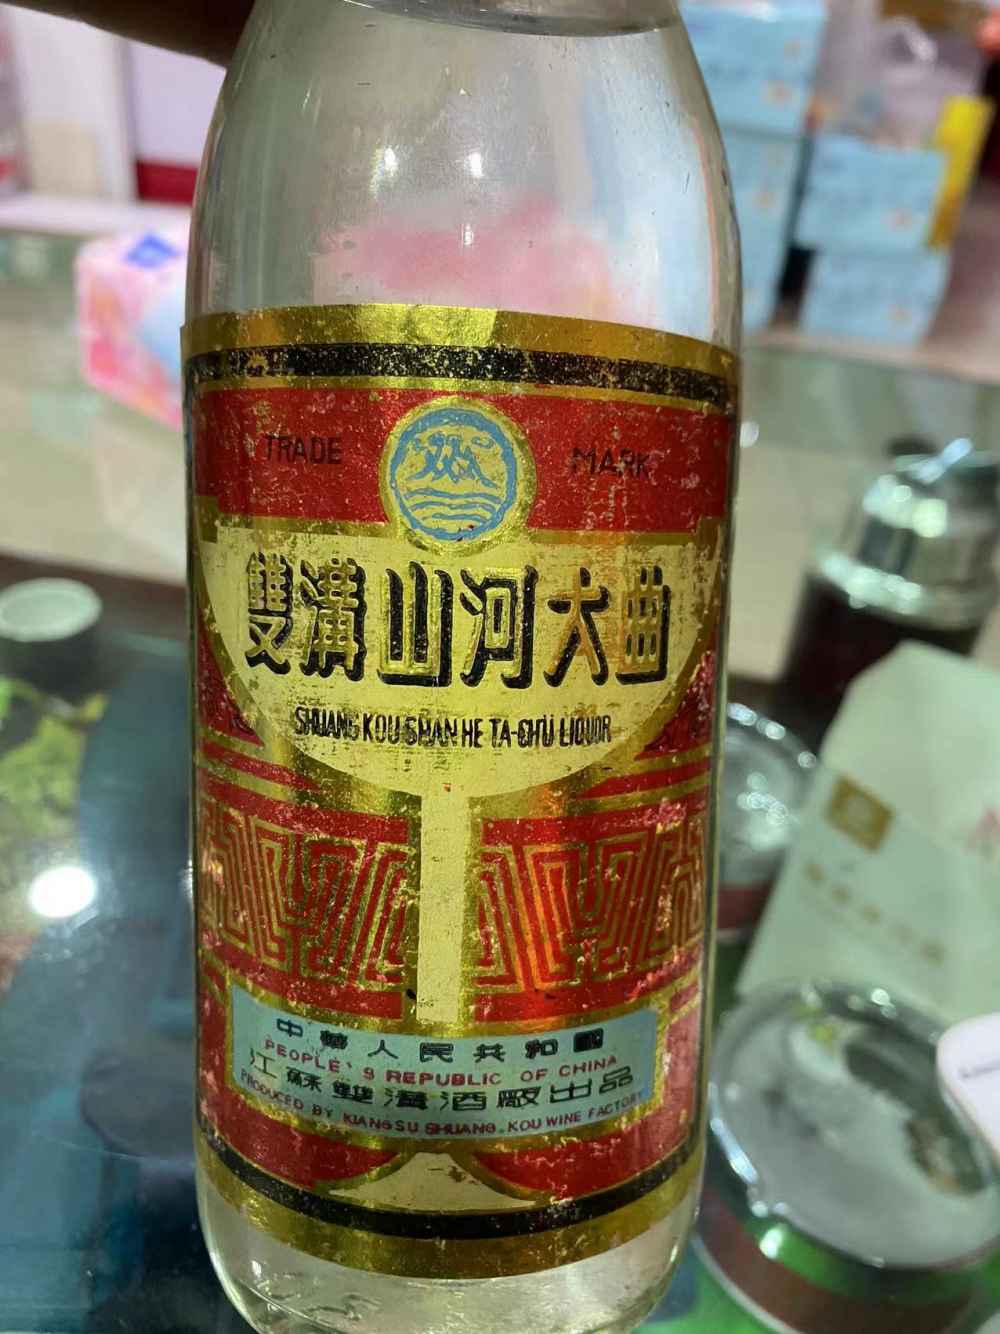 TRADE MARK
雙溝山河大曲
SHUANG KOU SHAN HE TA-CHÜ LIQUOR
中華人民共和國
PEOPLE'S REPUBLIC OF CHINA
江蘇雙溝酒厰出品
PRODUCED BY KIANGSU SHUANG.KOU WINE FACTORY